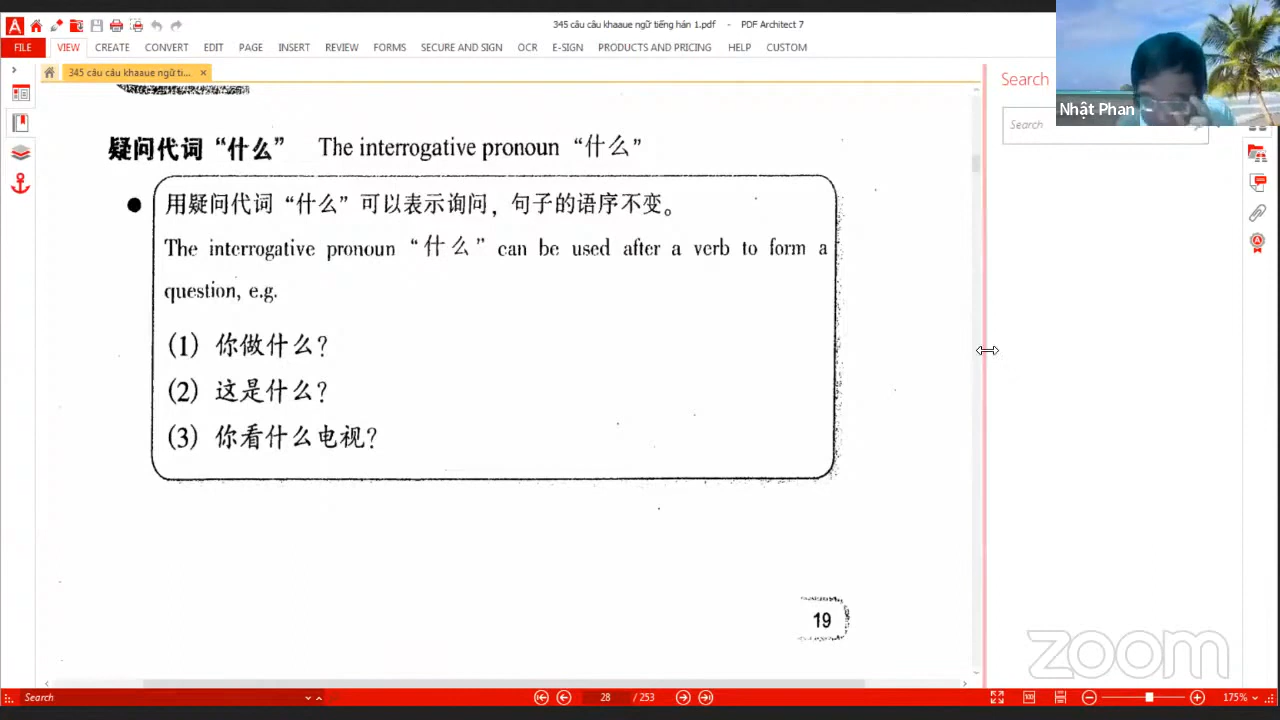 345 câu câu khaaue ngữ tiếng hán 1.pdf - PDF Architect 7
FILE VIEW CREATE CONVERT EDIT PAGE INSERT REVIEW FORMS SECURE AND SIGN OCR E-SIGN PRODUCTS AND PRICING HELP CUSTOM
345 câu câu khaaue ngữ ti... ×
Search
Search
Nhật Phan
疑问代词“什么” The interrogative pronoun “什么”
● 用疑问代词“什么”可以表示询问，句子的语序不变。
The interrogative pronoun “什么” can be used after a verb to form a
question, e.g.
(1) 你做什么？
(2) 这是什么？
(3) 你看什么电视？
19
zoom
Search 28 / 253 175%